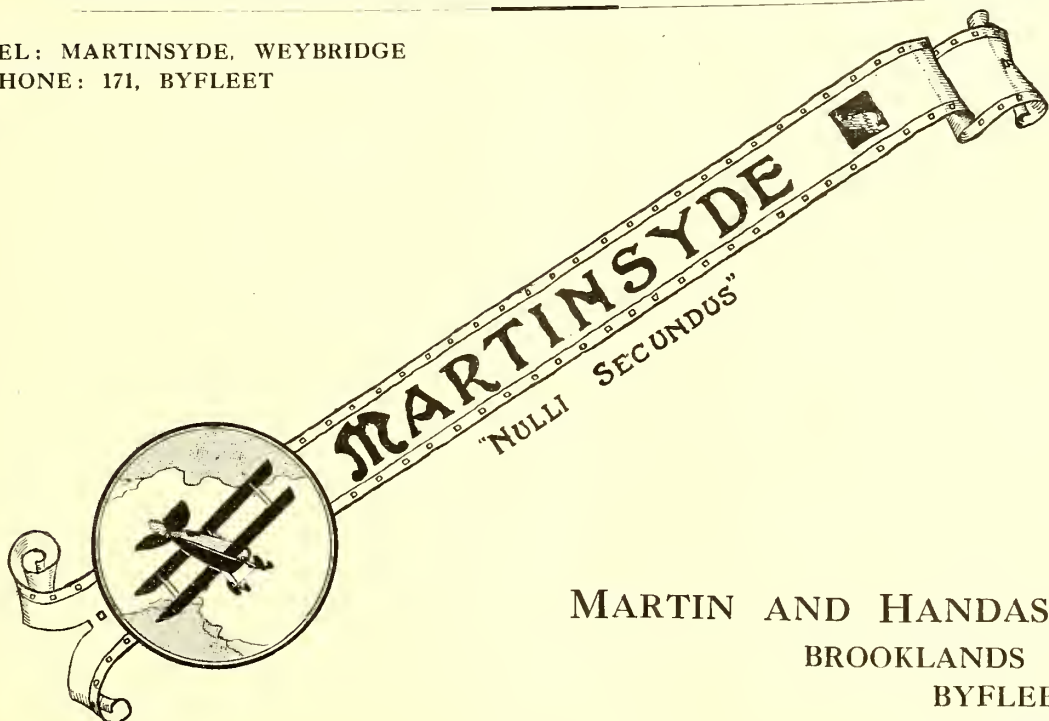 EL: MARTINSYDE, WEYBRIDGE
HONE: 171, BYFLEET
MARTINSYDE
"NULLI SECUNDUS"
MARTIN AND HANDAS
BROOKLANDS
BYFLEE